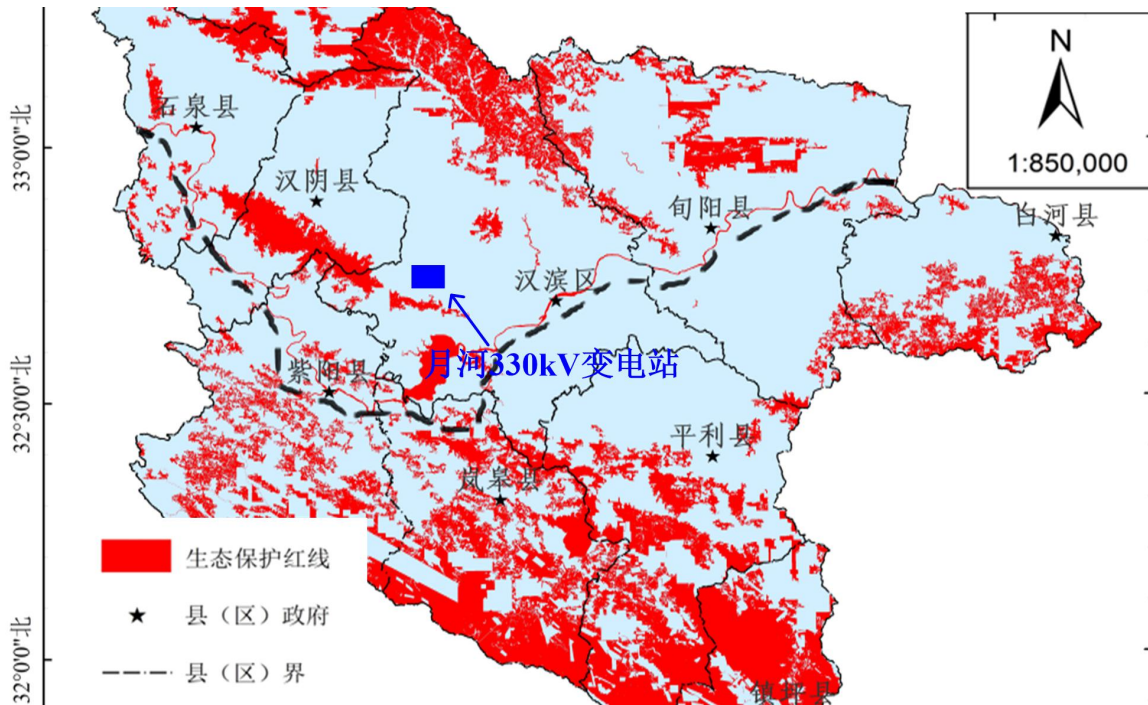 N
1:850,000
33°0'0"北
32°30'0"北
32°0'0"北
石泉县
汉阴县
旬阳县
白河县
汉滨区
月河330kV变电站
紫阳县
平利县
岚皋县
镇坪县
生态保护红线
县（区）政府
县（区）界